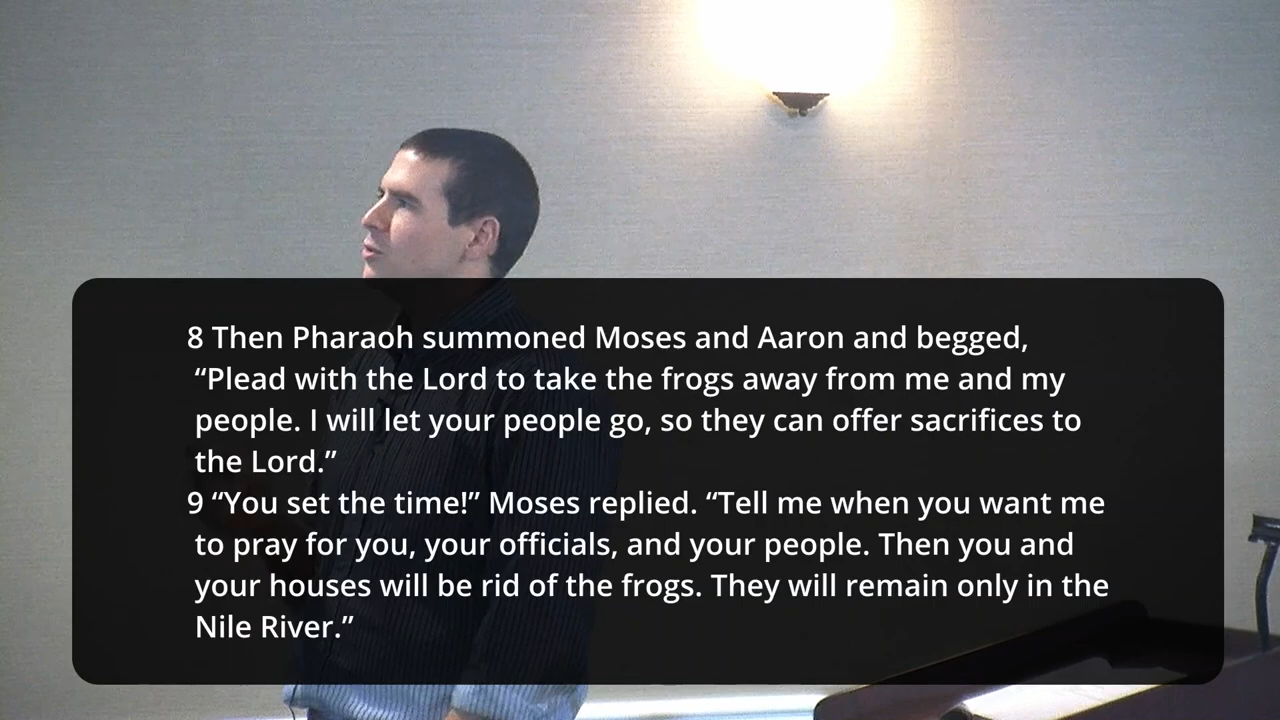 8 Then Pharaoh summoned Moses and Aaron and begged,
“Plead with the Lord to take the frogs away from me and my
people. I will let your people go, so they can offer sacrifices to
the Lord.”
9 “You set the time!” Moses replied. “Tell me when you want me
to pray for you, your officials, and your people. Then you and
your houses will be rid of the frogs. They will remain only in the
Nile River.”